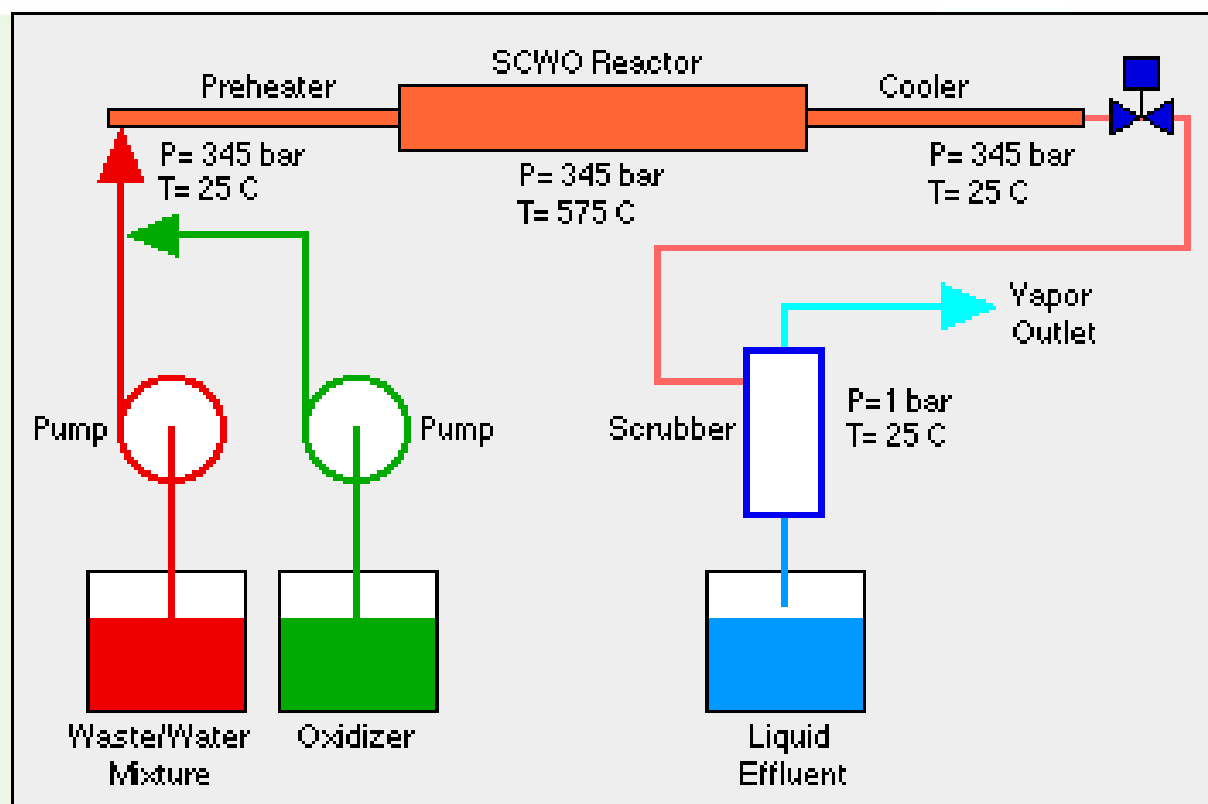 SCWO Reactor
Preheater
Cooler
P= 345 bar
T= 25 C
P= 345 bar
T= 575 C
P= 345 bar
T= 25 C
Vapor
Outlet
Pump
Pump
Scrubber
P=1 bar
T= 25 C
Waste/Water
Mixture
Oxidizer
Liquid
Effluent